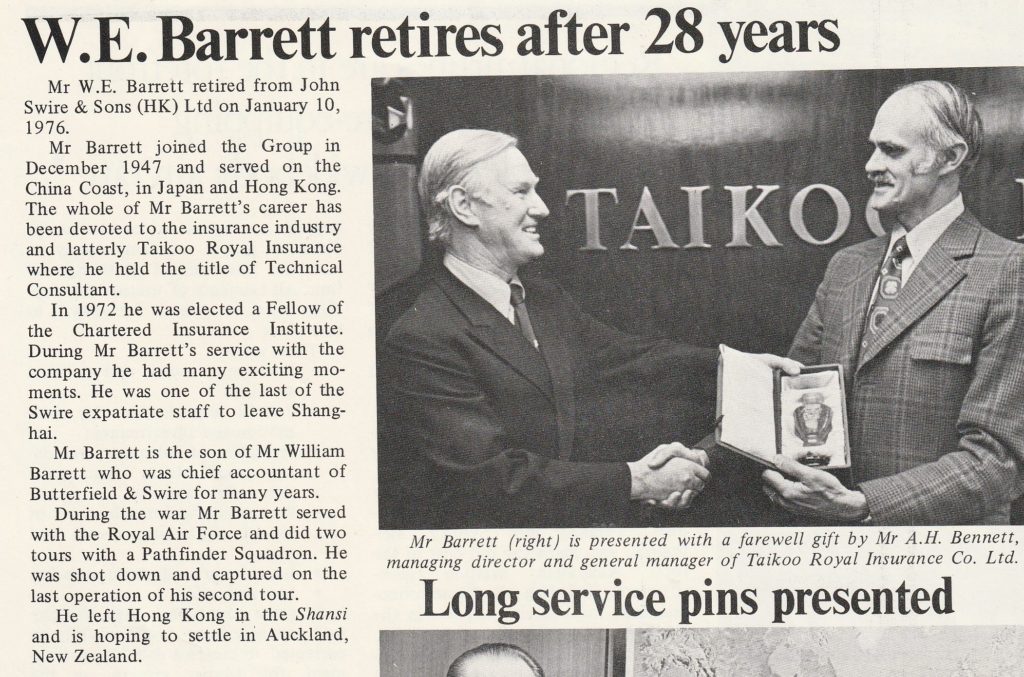 W.E. Barrett retires after 28 years
Mr W.E. Barrett retired from John
Swire & Sons (HK) Ltd on January 10,
1976.
Mr Barrett joined the Group in
December 1947 and served on the
China Coast, in Japan and Hong Kong.
The whole of Mr Barrett's career has
been devoted to the insurance industry
and latterly Taikoo Royal Insurance
where he held the title of Technical
Consultant.
In 1972 he was elected a Fellow of
the Chartered Insurance Institute.
During Mr Barrett's service with the
company he had many exciting mo-
ments. He was one of the last of the
Swire expatriate staff to leave Shang-
hai.
Mr Barrett is the son of Mr William
Barrett who was chief accountant of
Butterfield & Swire for many years.
During the war Mr Barrett served
with the Royal Air Force and did two
tours with a Pathfinder Squadron. He
was shot down and captured on the
last operation of his second tour.
He left Hong Kong in the Shansi
and is hoping to settle in Auckland,
New Zealand.
TAIKOO
Mr Barrett (right) is presented with a farewell gift by Mr A.H. Bennett,
managing director and general manager of Taikoo Royal Insurance Co. Ltd.
Long service pins presented